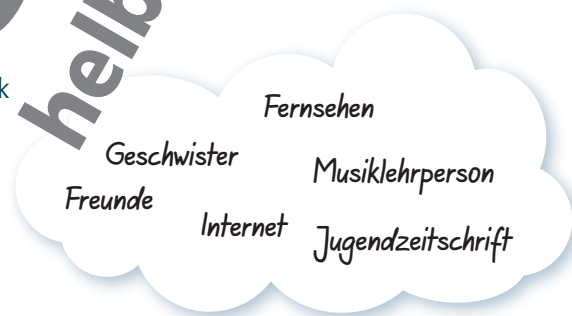 helb
k
Fernsehen
Geschwister
Musiklehrperson
Freunde
Internet
Jugendzeitschrift